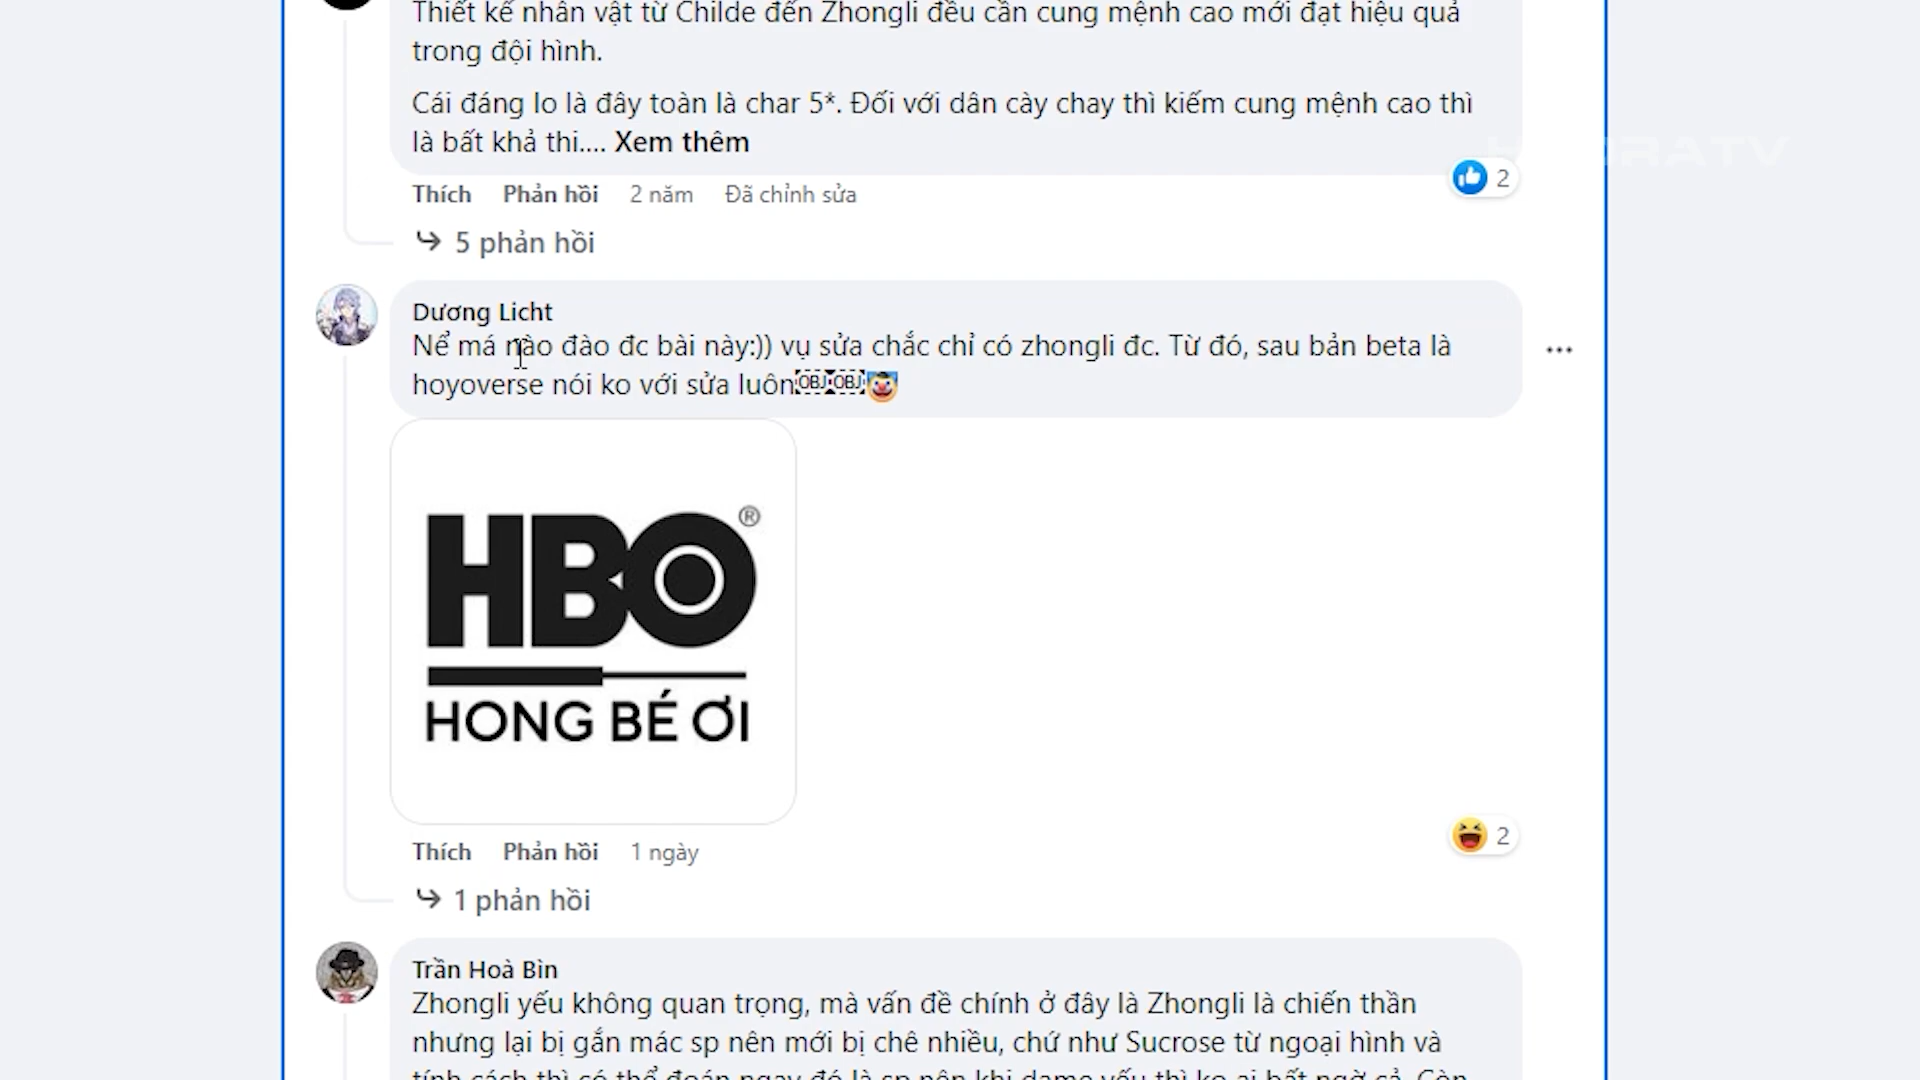 Thiết kế nhân vật từ Childe đến Zhongli đều cần cung mệnh cao mới đạt hiệu quả
trong đội hình.
Cái đáng lo là đây toàn là char 5*. Đối với dân cày chay thì kiếm cung mệnh cao thì
là bất khả thi.... Xem thêm
2
Thích Phản hồi 2 năm Đã chỉnh sửa
5 phản hồi
Dương Licht
Nể má nào đào đc bài này:)) vụ sửa chắc chỉ có zhongli đc. Từ đó, sau bản beta là
hoyoverse nói ko với sửa luôn
HBO®
HONG BÉ ƠI
2
Thích Phản hồi 1 ngày
1 phản hồi
Trần Hoà Bìn
Zhongli yếu không quan trọng, mà vấn đề chính ở đây là Zhongli là chiến thần
nhưng lại bị gắn mác sp nên mới bị chê nhiều, chứ như Sucrose từ ngoại hình và
tính cách thì có thể đoán ngay đó là sp nên khi dame yếu thì ko ai bất ngờ cả. Còn